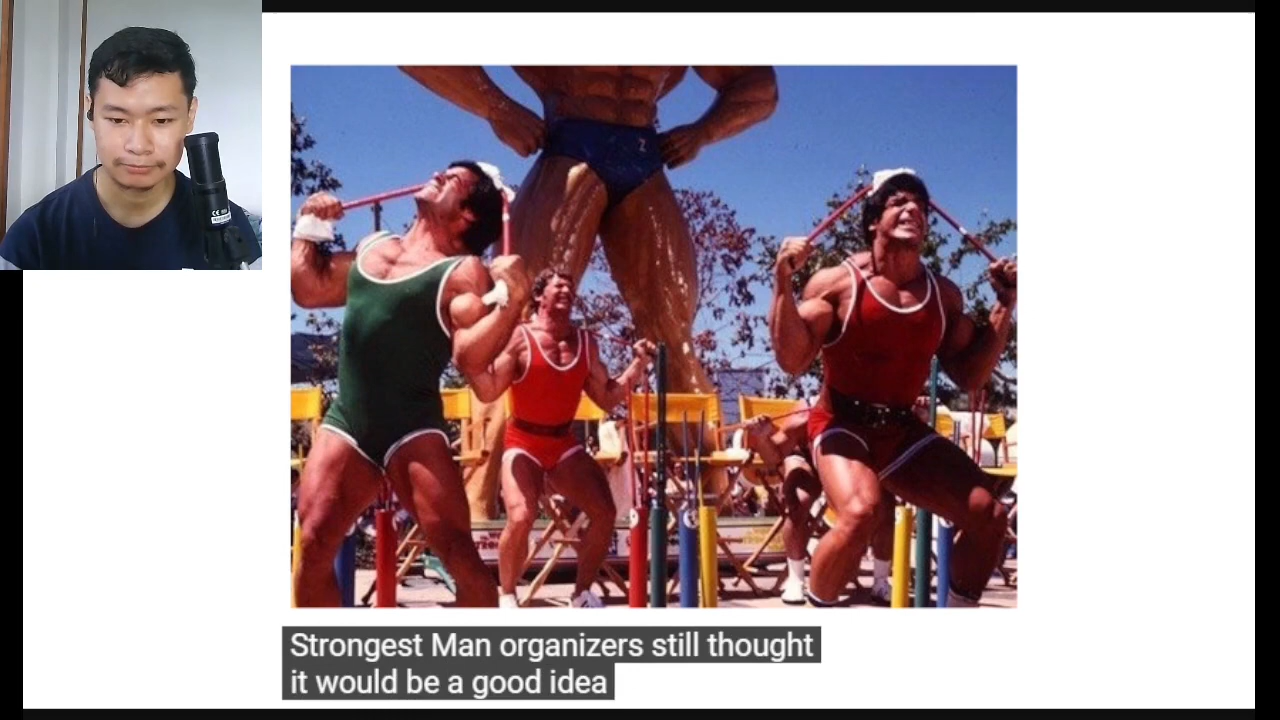 Strongest Man organizers still thought
it would be a good idea